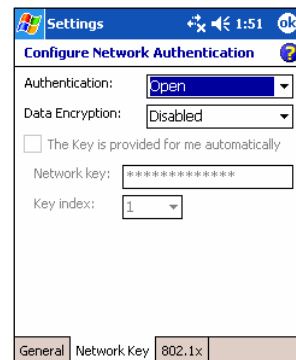 Settings 1:51 ok
Configure Network Authentication ?
Authentication: Open
Data Encryption: Disabled
The Key is provided for me automatically
Network key: *************
Key index: 1
General Network Key 802.1x